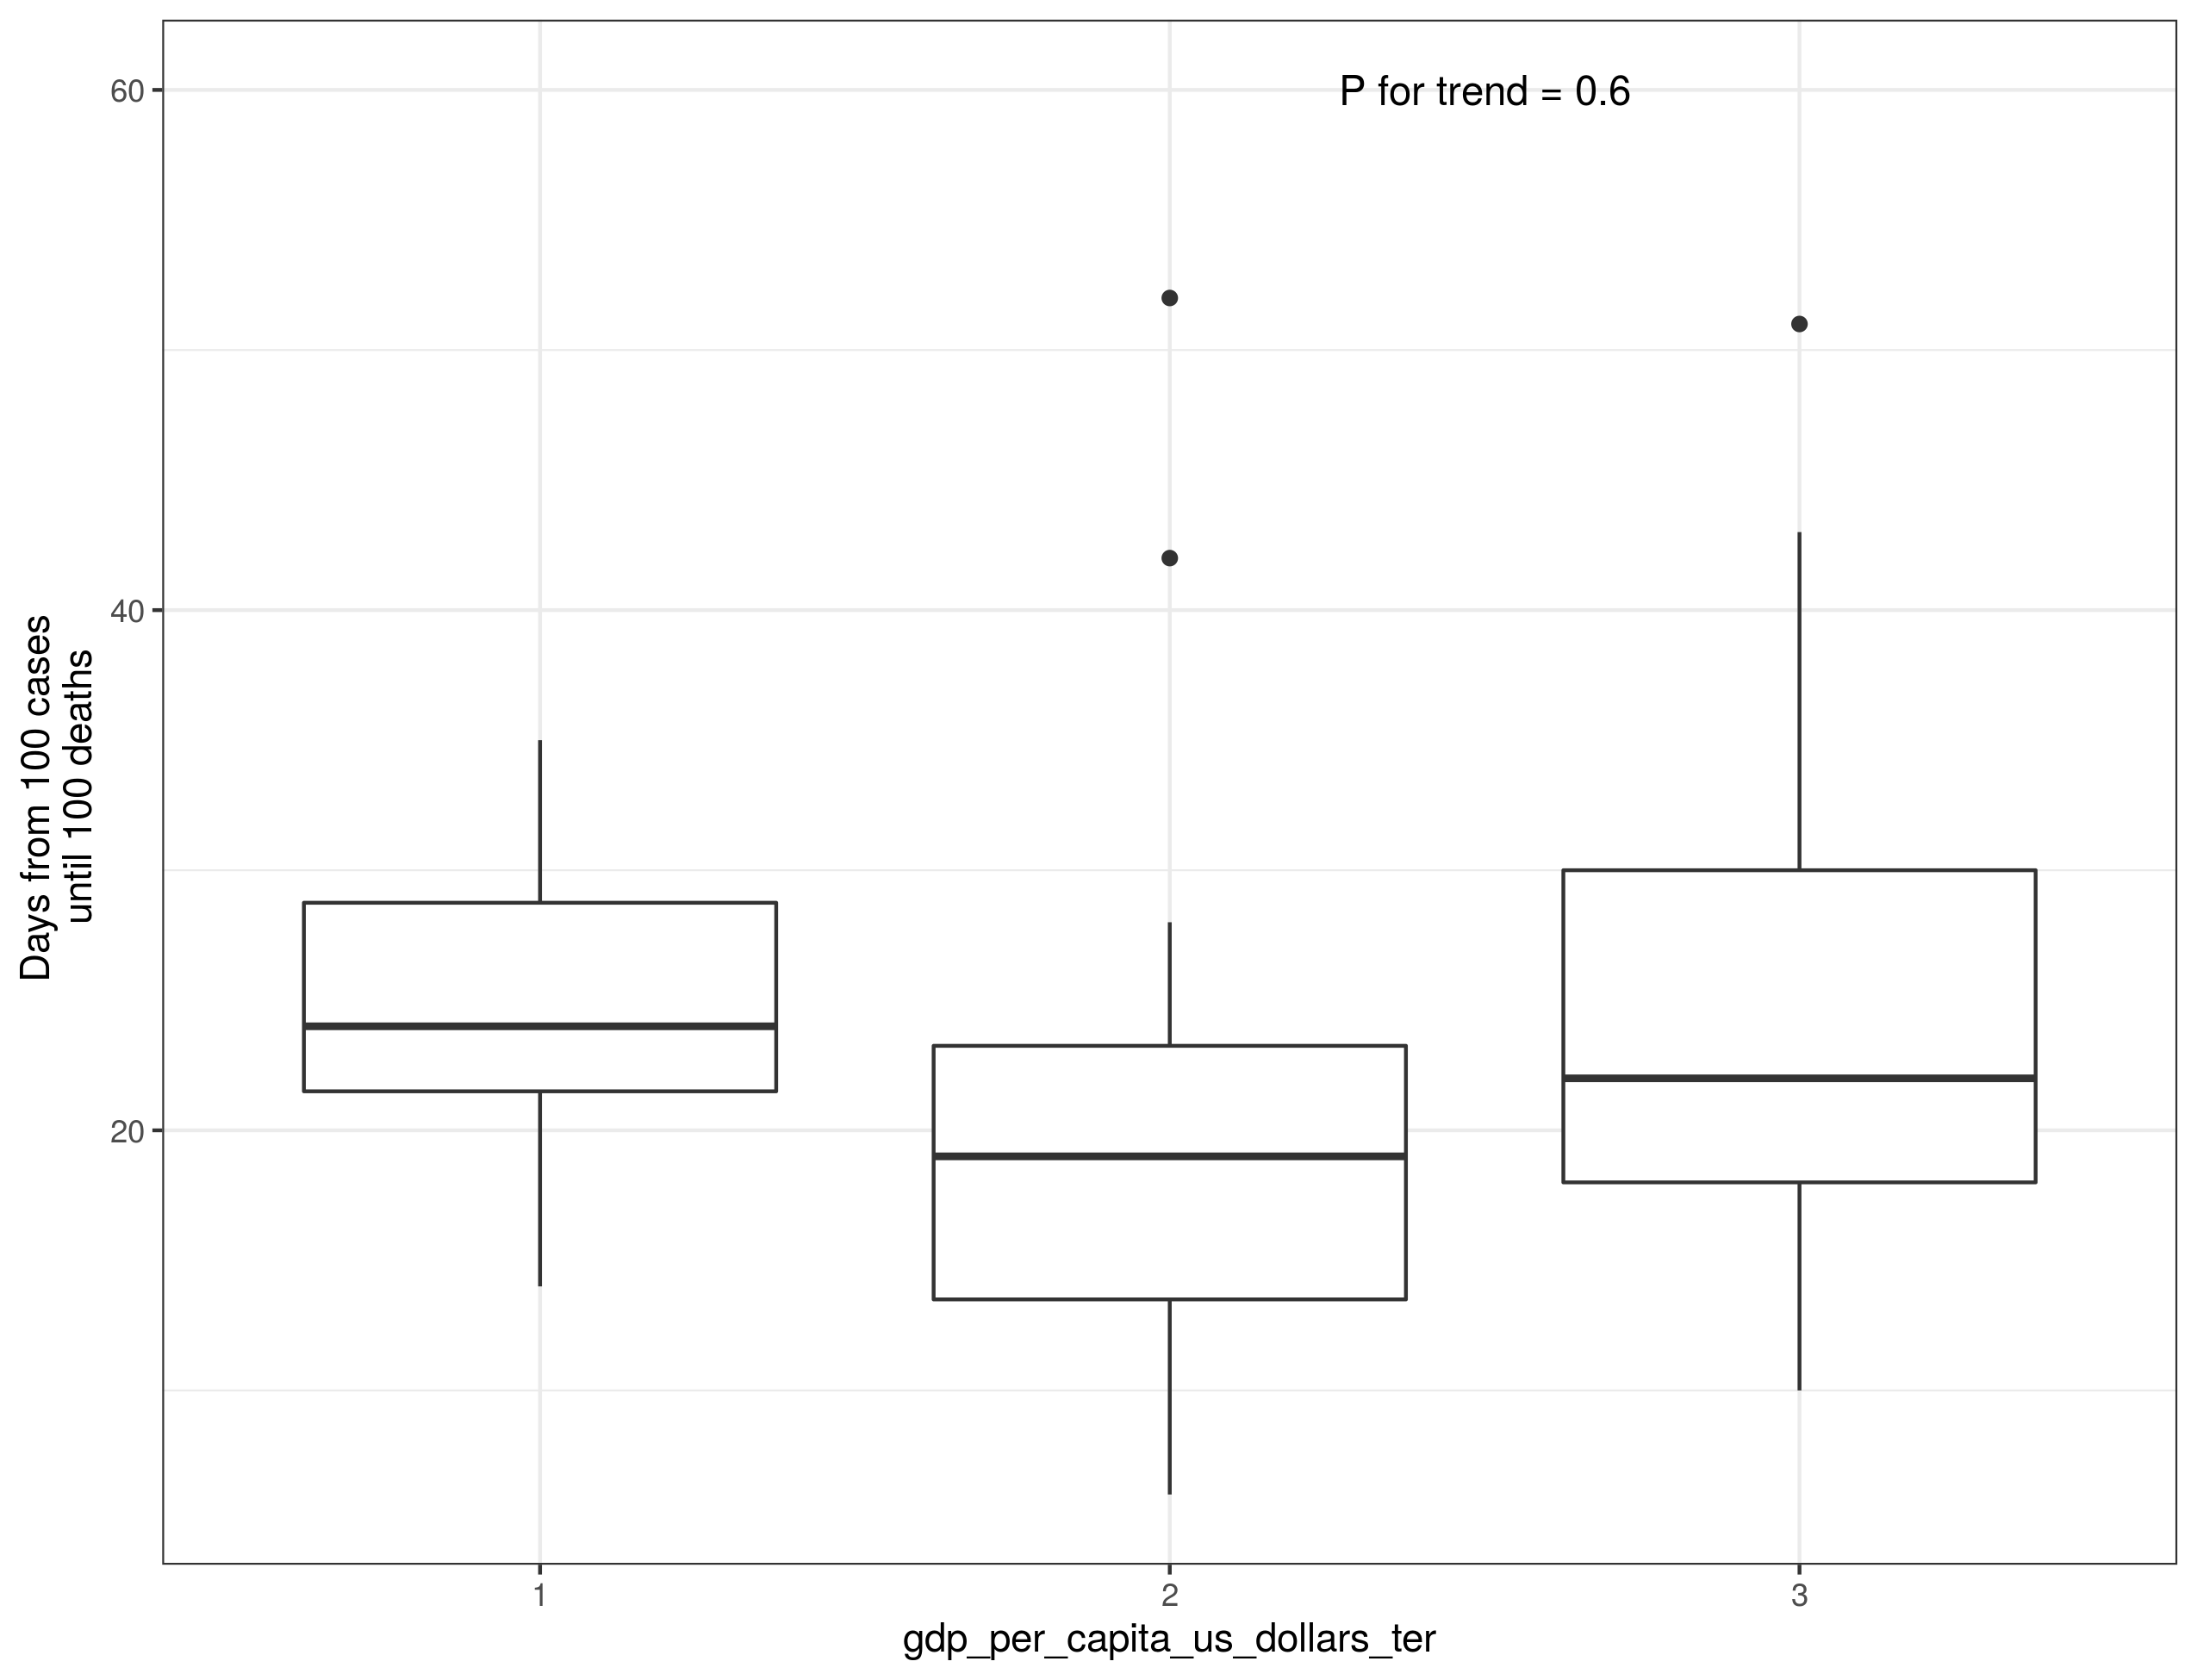 P for trend = 0.6
60
40
20
Days from 100 cases
until 100 deaths
1
2
3
gdp_per_capita_us_dollars_ter